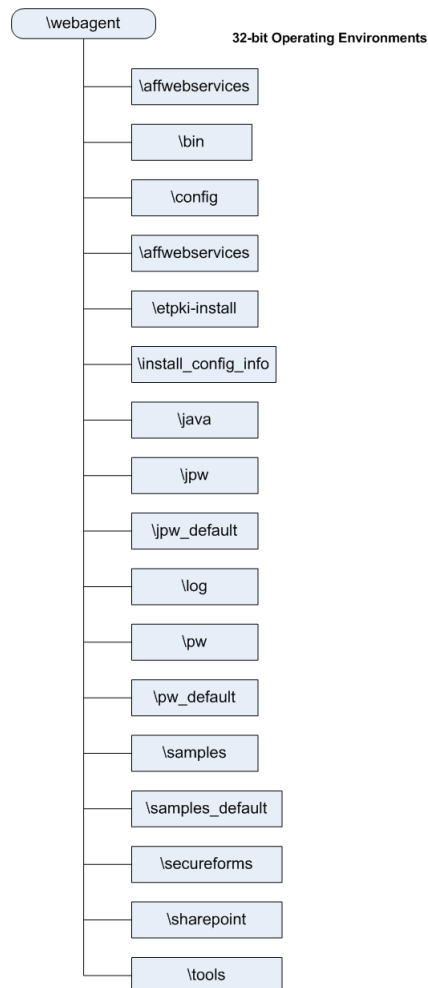 \webagent
32-bit Operating Environments
\affwebservices
\bin
\config
\affwebservices
\etpki-install
\install_config_info
\java
\jpw
\jpw_default
\log
\pw
\pw_default
\samples
\samples_default
\secureforms
\sharepoint
\tools